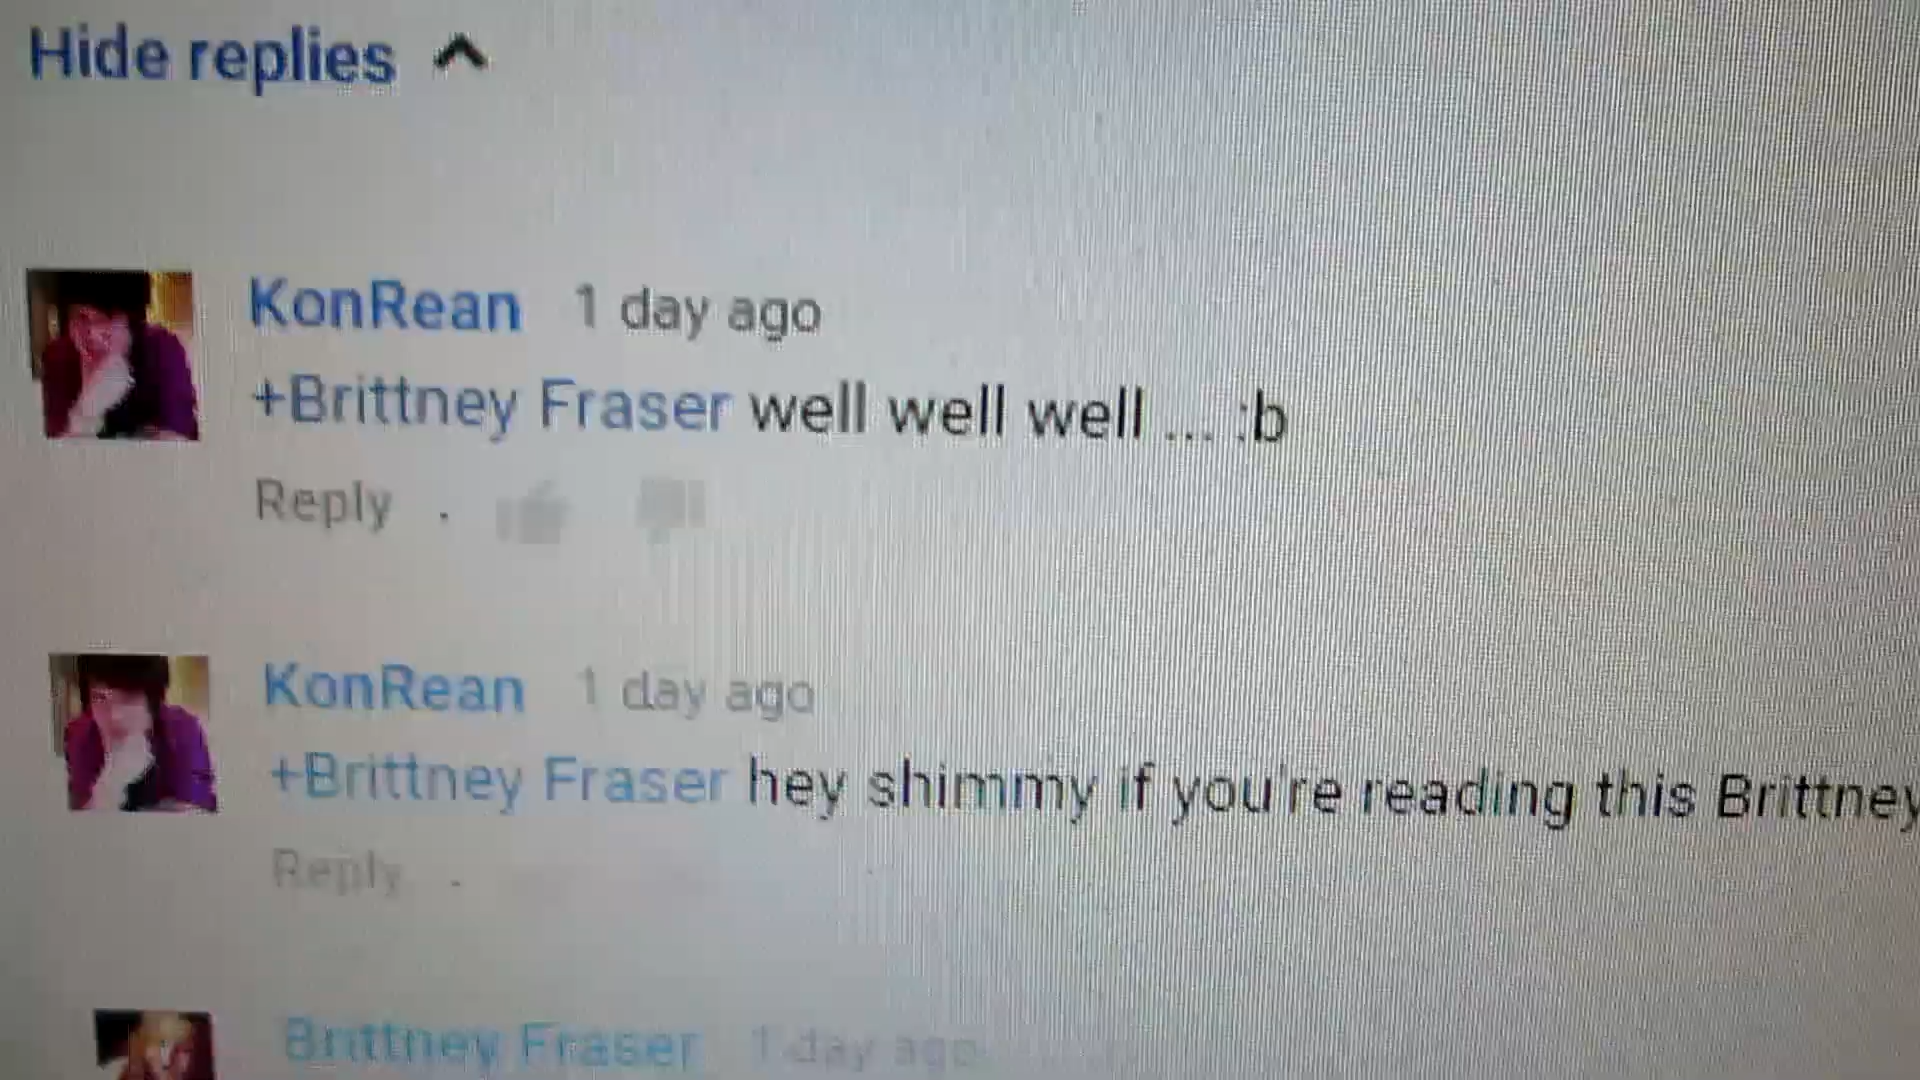 Hide replies
KonRean 1 day ago
+Brittney Fraser well well well ... :b
Reply .
KonRean 1 day ago
+Brittney Fraser hey shimmy if you're reading this Brittney
Reply .
Brittney Fraser 1 day ago